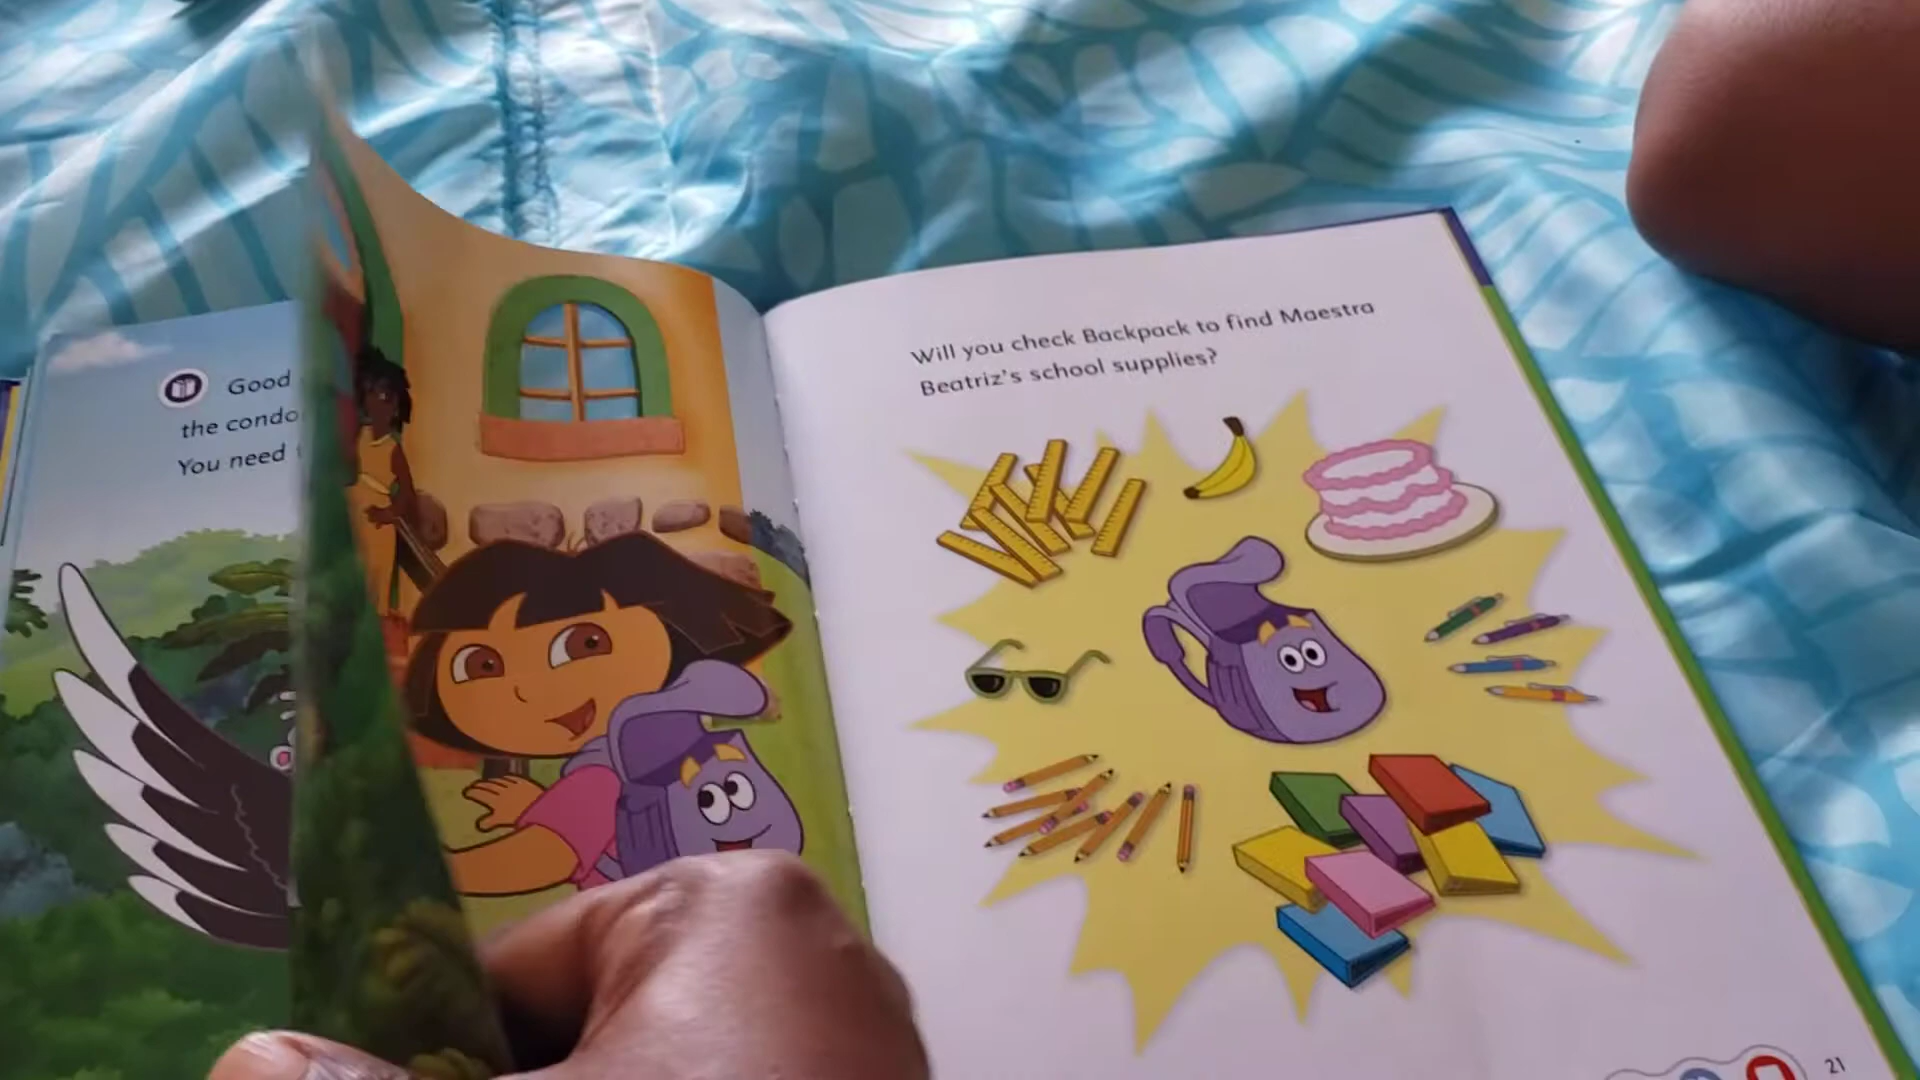 Good
the condo
You need
Will you check Backpack to find Maestra
Beatriz's school supplies?
21